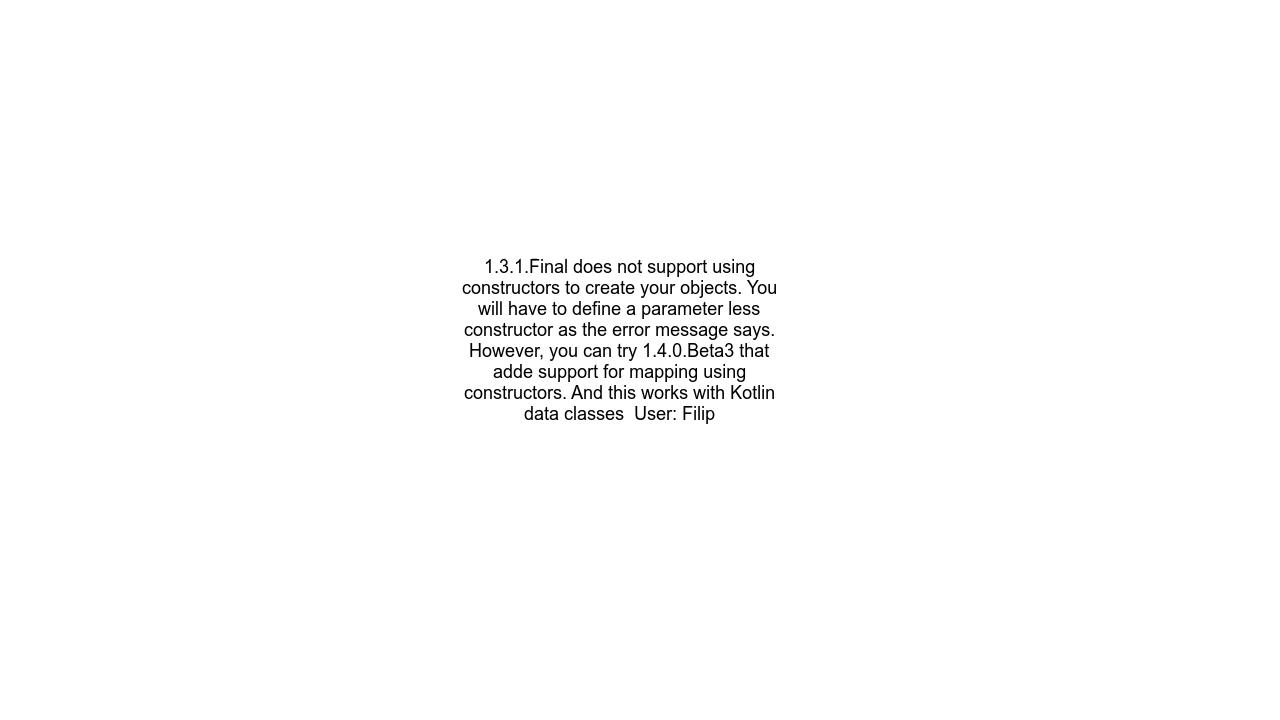 1.3.1.Final does not support using
constructors to create your objects. You
will have to define a parameter less
constructor as the error message says.
However, you can try 1.4.0.Beta3 that
adde support for mapping using
constructors. And this works with Kotlin
data classes  User: Filip